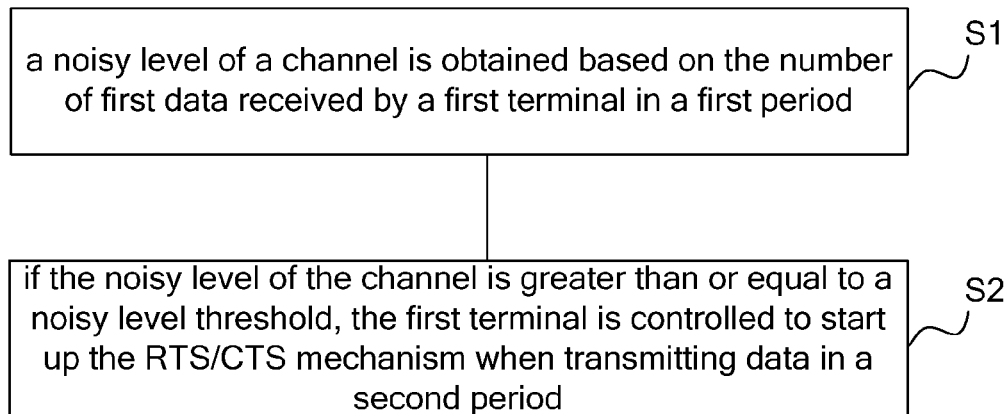 a noisy level of a channel is obtained based on the number
of first data received by a first terminal in a first period
S1
if the noisy level of the channel is greater than or equal to a
noisy level threshold, the first terminal is controlled to start
up the RTS/CTS mechanism when transmitting data in a
second period
S2